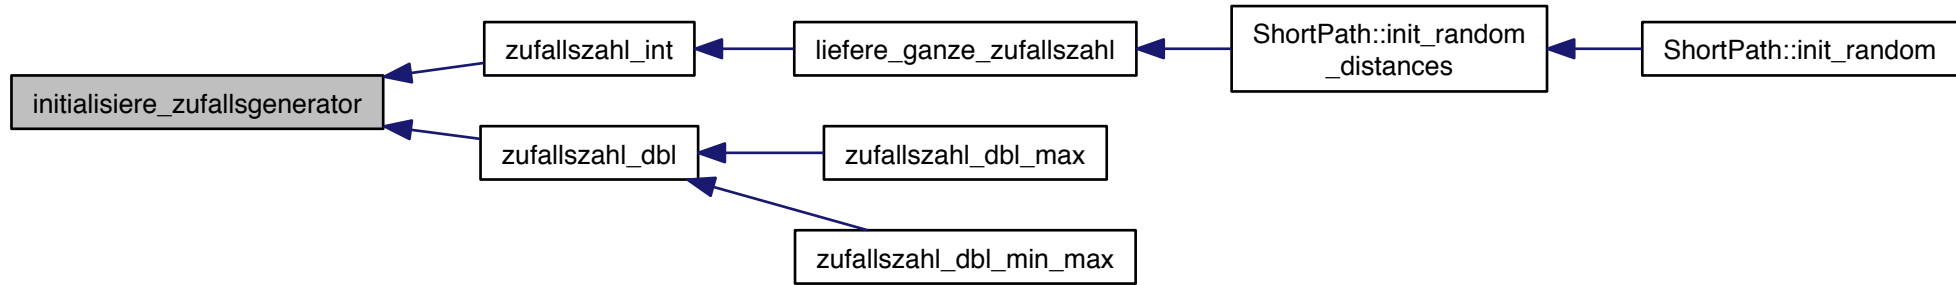 initialisiere_zufallsgenerator
zufallszahl_int
liefere_ganze_zufallszahl
ShortPath::init_random
_distances
ShortPath::init_random
zufallszahl_dbl
zufallszahl_dbl_max
zufallszahl_dbl_min_max